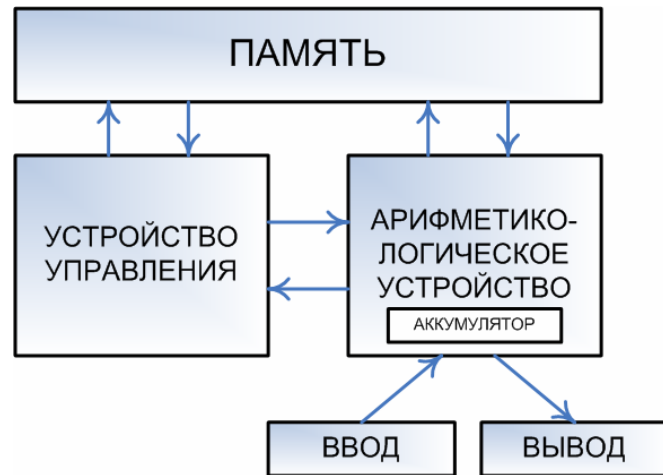 ПАМЯТЬ
УСТРОЙСТВО
УПРАВЛЕНИЯ
АРИФМЕТИКО-
ЛОГИЧЕСКОЕ
УСТРОЙСТВО
АККУМУЛЯТОР
ВВОД
ВЫВОД